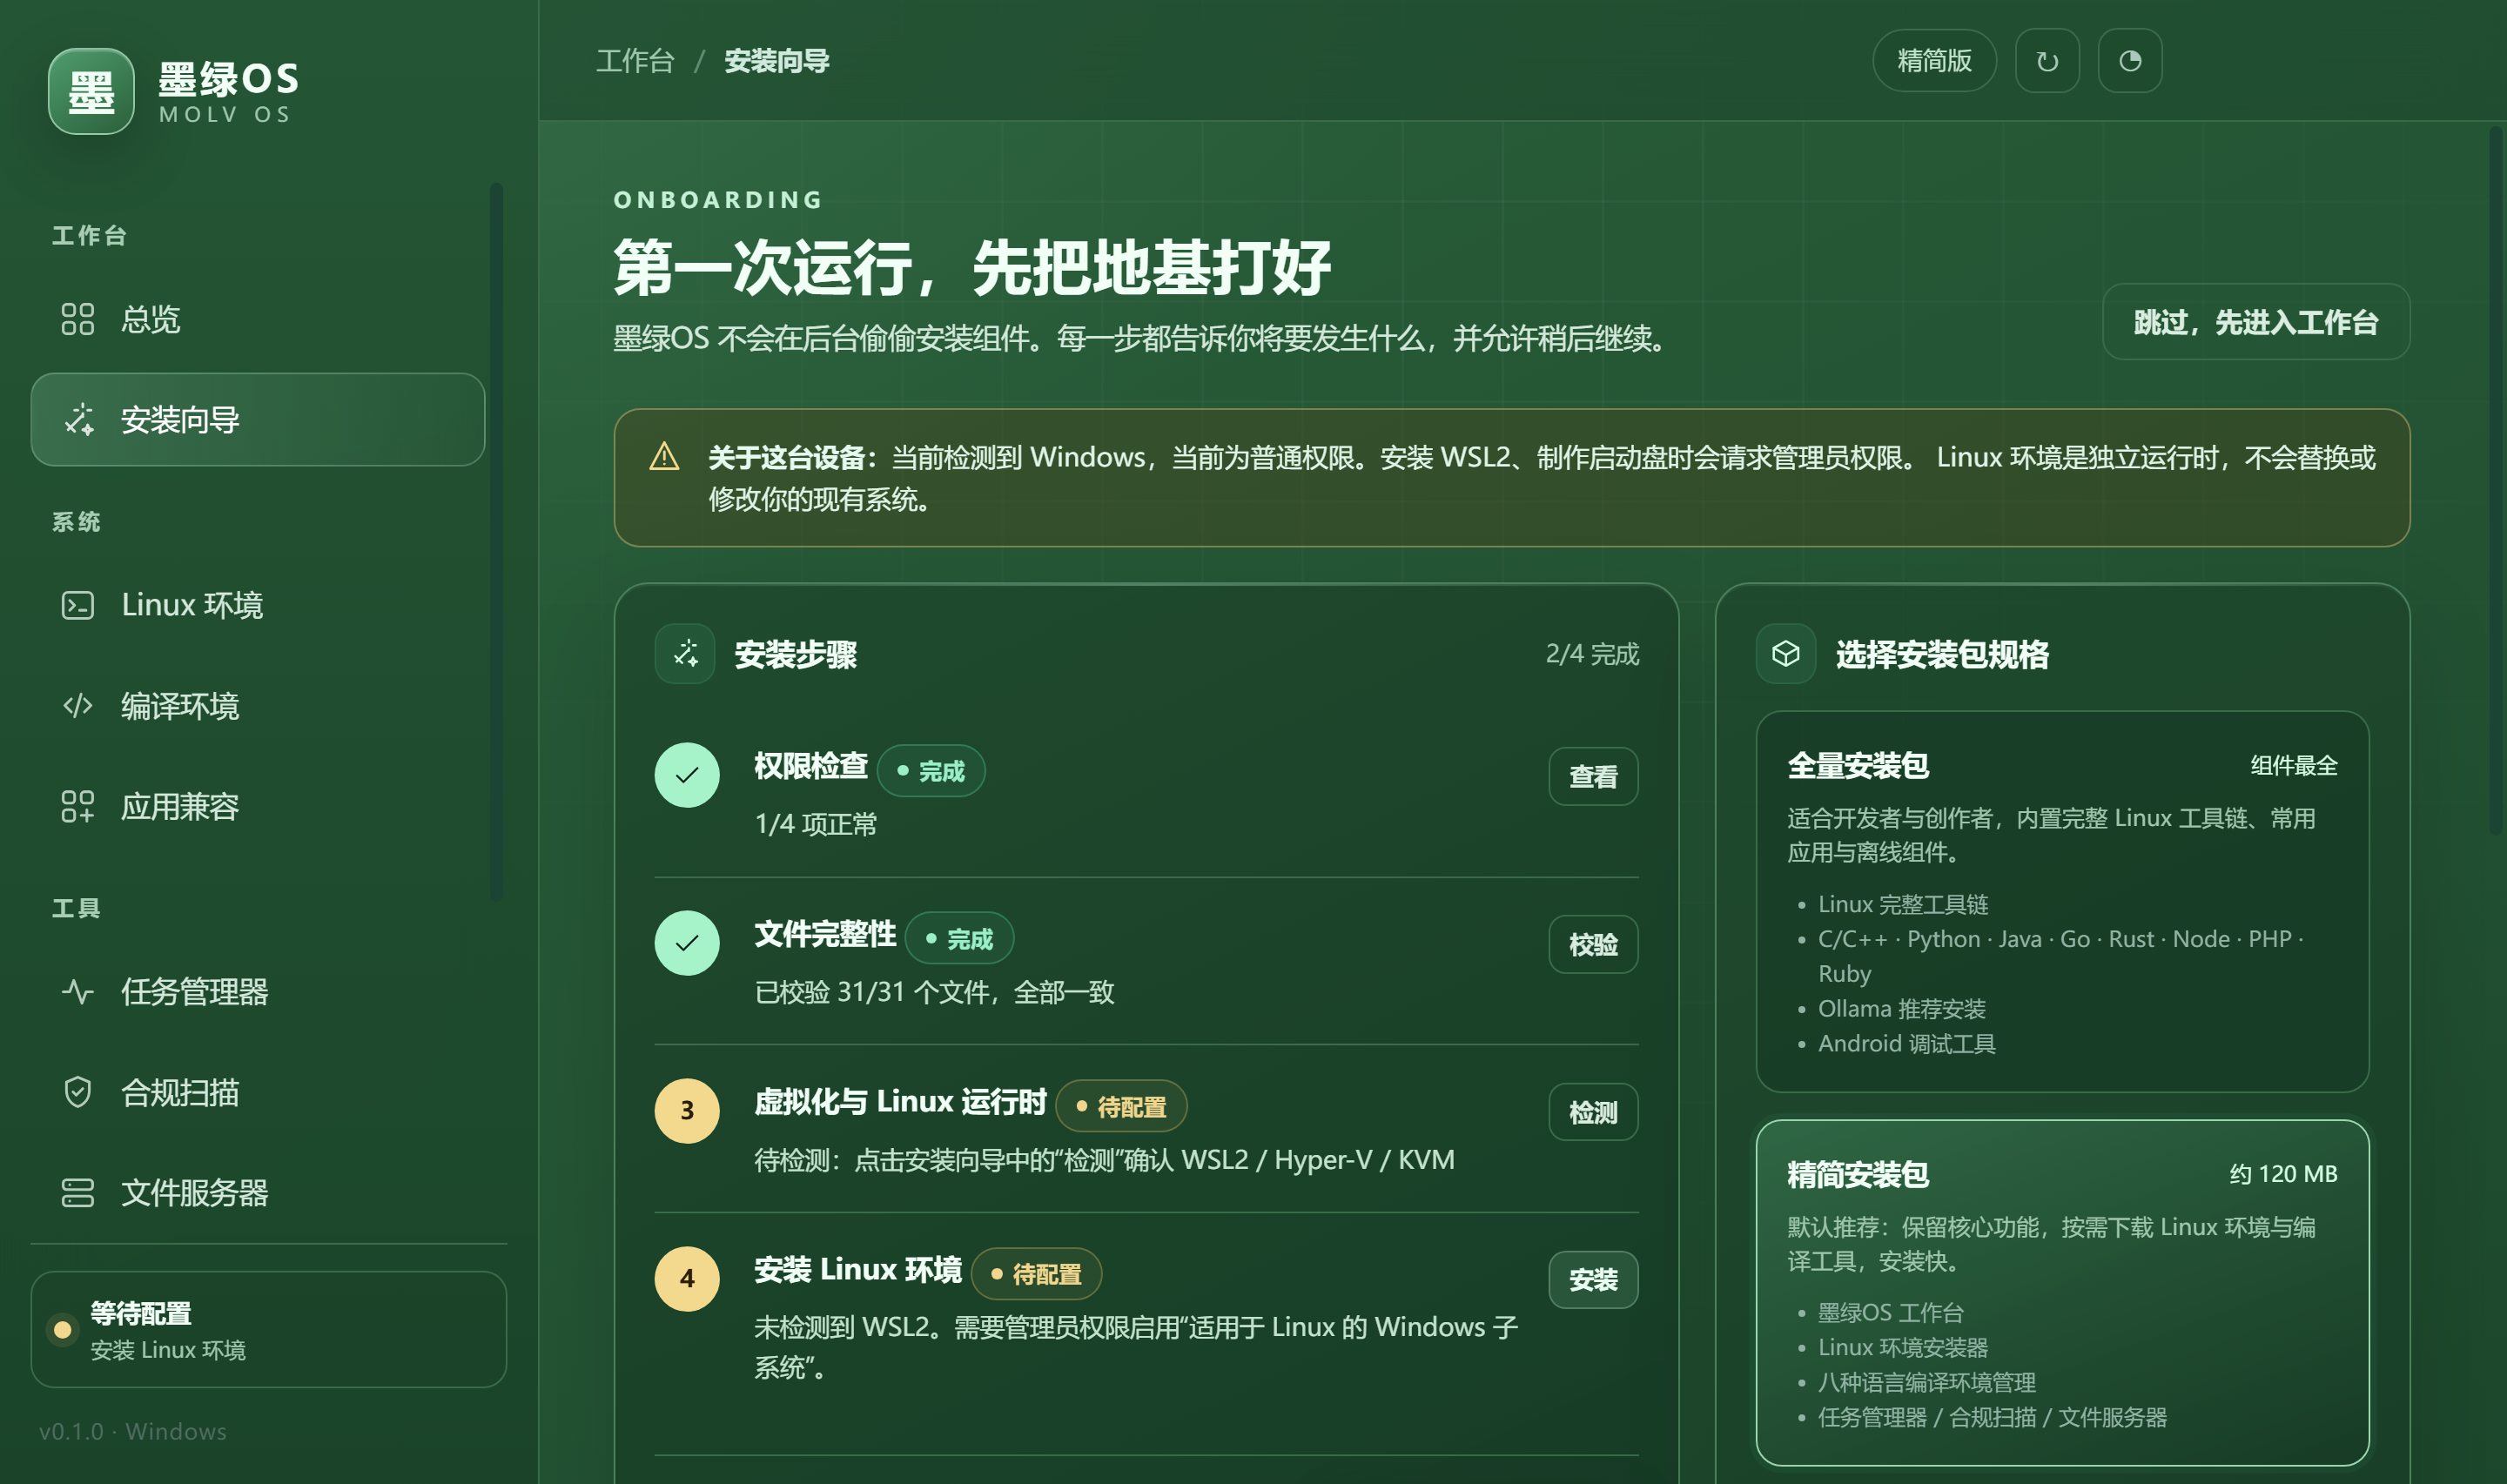 墨
墨绿OS
MOLV OS
工作台
总览
安装向导
系统
Linux 环境
编译环境
应用兼容
工具
任务管理器
合规扫描
文件服务器
等待配置
安装 Linux 环境
v0.1.0 · Windows
工作台 / 安装向导
精简版
ONBOARDING
第一次运行，先把地基打好
墨绿OS 不会在后台偷偷安装组件。每一步都告诉你将要发生什么，并允许稍后继续。
跳过，先进入工作台
关于这台设备：当前检测到 Windows，当前为普通权限。安装 WSL2、制作启动盘时会请求管理员权限。 Linux 环境是独立运行时，不会替换或
修改你的现有系统。
安装步骤
2/4 完成
权限检查
完成
1/4 项正常
查看
文件完整性
完成
已校验 31/31 个文件，全部一致
校验
3
虚拟化与 Linux 运行时
待配置
待检测：点击安装向导中的“检测”确认 WSL2 / Hyper-V / KVM
检测
4
安装 Linux 环境
待配置
未检测到 WSL2。需要管理员权限启用“适用于 Linux 的 Windows 子
系统”。
安装
选择安装包规格
全量安装包
组件最全
适合开发者与创作者，内置完整 Linux 工具链、常用
应用与离线组件。
• Linux 完整工具链
• C/C++ · Python · Java · Go · Rust · Node · PHP ·
Ruby
• Ollama 推荐安装
• Android 调试工具
精简安装包
约 120 MB
默认推荐：保留核心功能，按需下载 Linux 环境与编
译工具，安装快。
• 墨绿OS 工作台
• Linux 环境安装器
• 八种语言编译环境管理
• 任务管理器 / 合规扫描 / 文件服务器